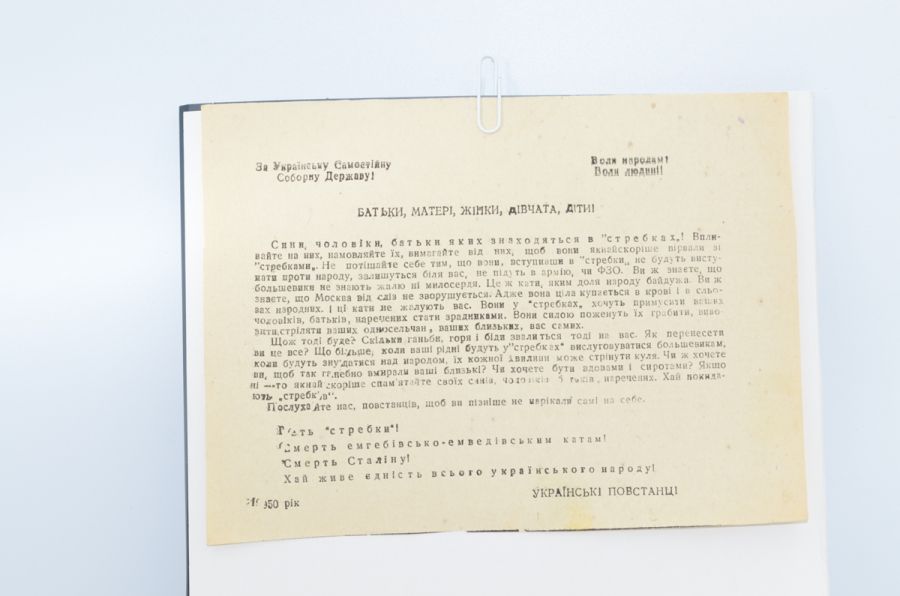 За Українську Самостійну
Соборну Державу!
Воля народам!
Воля людині!
БАТЬКИ, МАТЕРІ, ЖІНКИ, ДІВЧАТА, ДІТИ!
Сини, чоловіки, батьки яких знаходяться в "стребках„! Впли-
вайте на них, намовляйте їх, вимагайте від них, щоб вони якнайскоріше пірвали зі
"стребками„. Не потішайте себе тим, що вони, вступивши в "стребки„ не будуть висту-
пати проти народу, залишуться біля вас, не підуть в армію, чи ФЗО. Ви ж знаєте, що
большевики не знають жалю ні милосердя. Це ж кати, яким доля народу байдужа. Ви ж
знаєте, що Москва від слів не зворушується. Адже вона ціла купається в крові і в сльо-
зах народних. І ці кати не жалують вас. Вони у "стребках„ хочуть примусити ваших
чоловіків, батьків, наречених стати зрадниками. Вони силою поженуть їх грабити, виво-
зити, стріляти ваших односельчан, ваших близьких, вас самих.
Щож тоді буде? Скільки ганьби, горя і біди звалиться тоді на вас. Як перенесете
ви це все? Що більше, коли ваші рідні будуть у"стребках" вислуговуватися большевикам,
коли будуть знущатися над народом, їх кожної хвилини може стрінути куля. Чи ж хочете
ви, щоб так ганебно вмирали ваші близькі? Чи хочете бути вдовами і сиротами? Якщо
ні —то якнайскоріше спам'ятайте своїх синів, чоловіків, батьків, наречених. Хай покида-
ють „стребків".
Послухайте нас, повстанців, щоб ви пізніше не нарікали самі на себе.
Геть "стребки"!
Смерть емгебівсько-емведівським катам!
Смерть Сталіну!
Хай живе єдність всього українського народу!
1950 рік
УКРАЇНСЬКІ ПОВСТАНЦІ